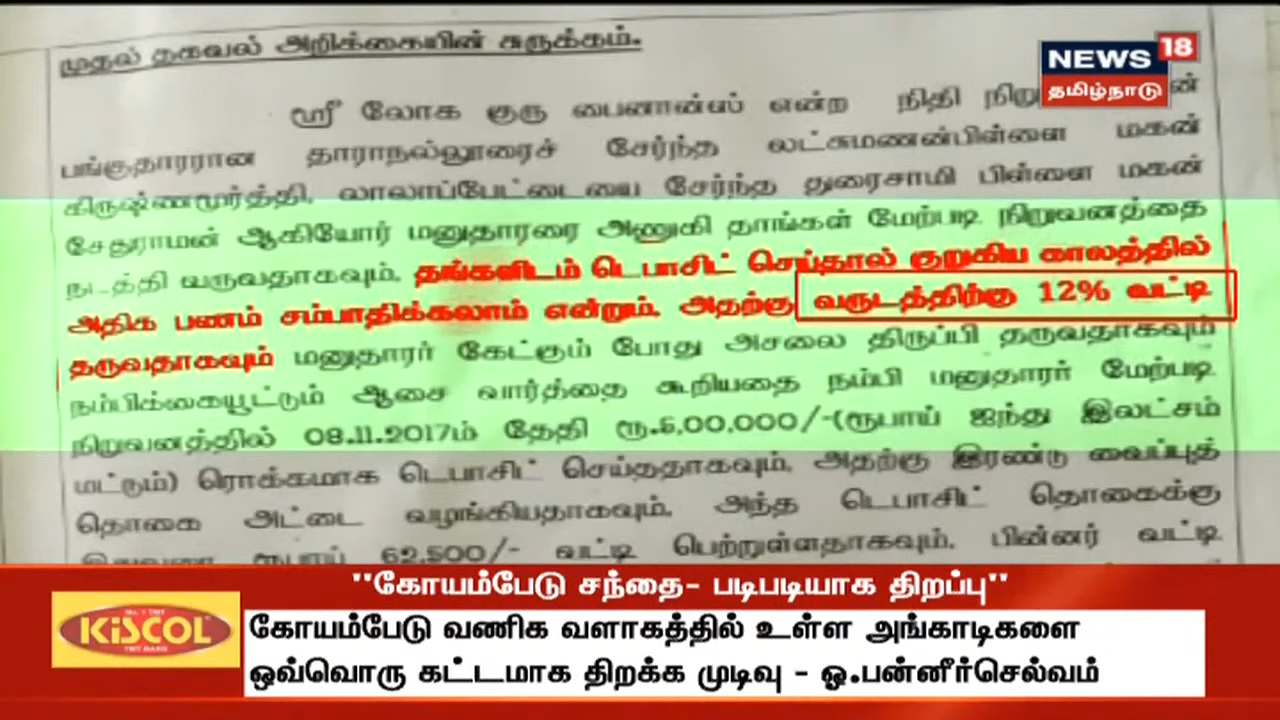 முதல் தகவல் அறிக்கையின் சுருக்கம்.
NEWS 18
தமிழ்நாடு
ஸ்ரீ லோக குரு பைனான்ஸ் என்ற நிதி
பங்குதாரரான தாராநல்லூரைச் சேர்ந்த லட்சுமணன்பிள்ளை மகன்
கிருஷ்ணமூர்த்தி, லாலாப்பேட்டையை சேர்ந்த துரைசாமி பிள்ளை மகன்
சேதுராமன் ஆகியோர் மனுதாரரை அணுகி தாங்கள் மேற்படி நிறுவனத்தை
நடத்தி வருவதாகவும், தங்களிடம் டெபாசிட் செய்தால் குறுகிய காலத்தில்
அதிக பணம் சம்பாதிக்கலாம் என்றும், அதற்கு வருடத்திற்கு 12% வட்டி
தருவதாகவும் மனுதாரர் கேட்கும் போது அசலை திருப்பி தருவதாகவும்
நம்பிக்கையூட்டும் ஆசை வார்த்தை கூறியதை நம்பி மனுதாரர் மேற்படி
நிறுவனத்தில் 08.11.2017ம் தேதி ரூ.5,00,000/-(ரூபாய் ஐந்து இலட்சம்
மட்டும்) ரொக்கமாக டெபாசிட் செய்ததாகவும், அதற்கு இரண்டு வைப்புத்
தொகை அட்டை வழங்கியதாகவும், அந்த டெபாசிட் தொகைக்கு
ரூபாய் 62,500/- வட்டி பெற்றுள்ளதாகவும், பின்னர் வட்டி
"கோயம்பேடு சந்தை- படிபடியாக திறப்பு"
KiSCOL
கோயம்பேடு வணிக வளாகத்தில் உள்ள அங்காடிகளை
ஒவ்வொரு கட்டமாக திறக்க முடிவு - ஓ.பன்னீர்செல்வம்